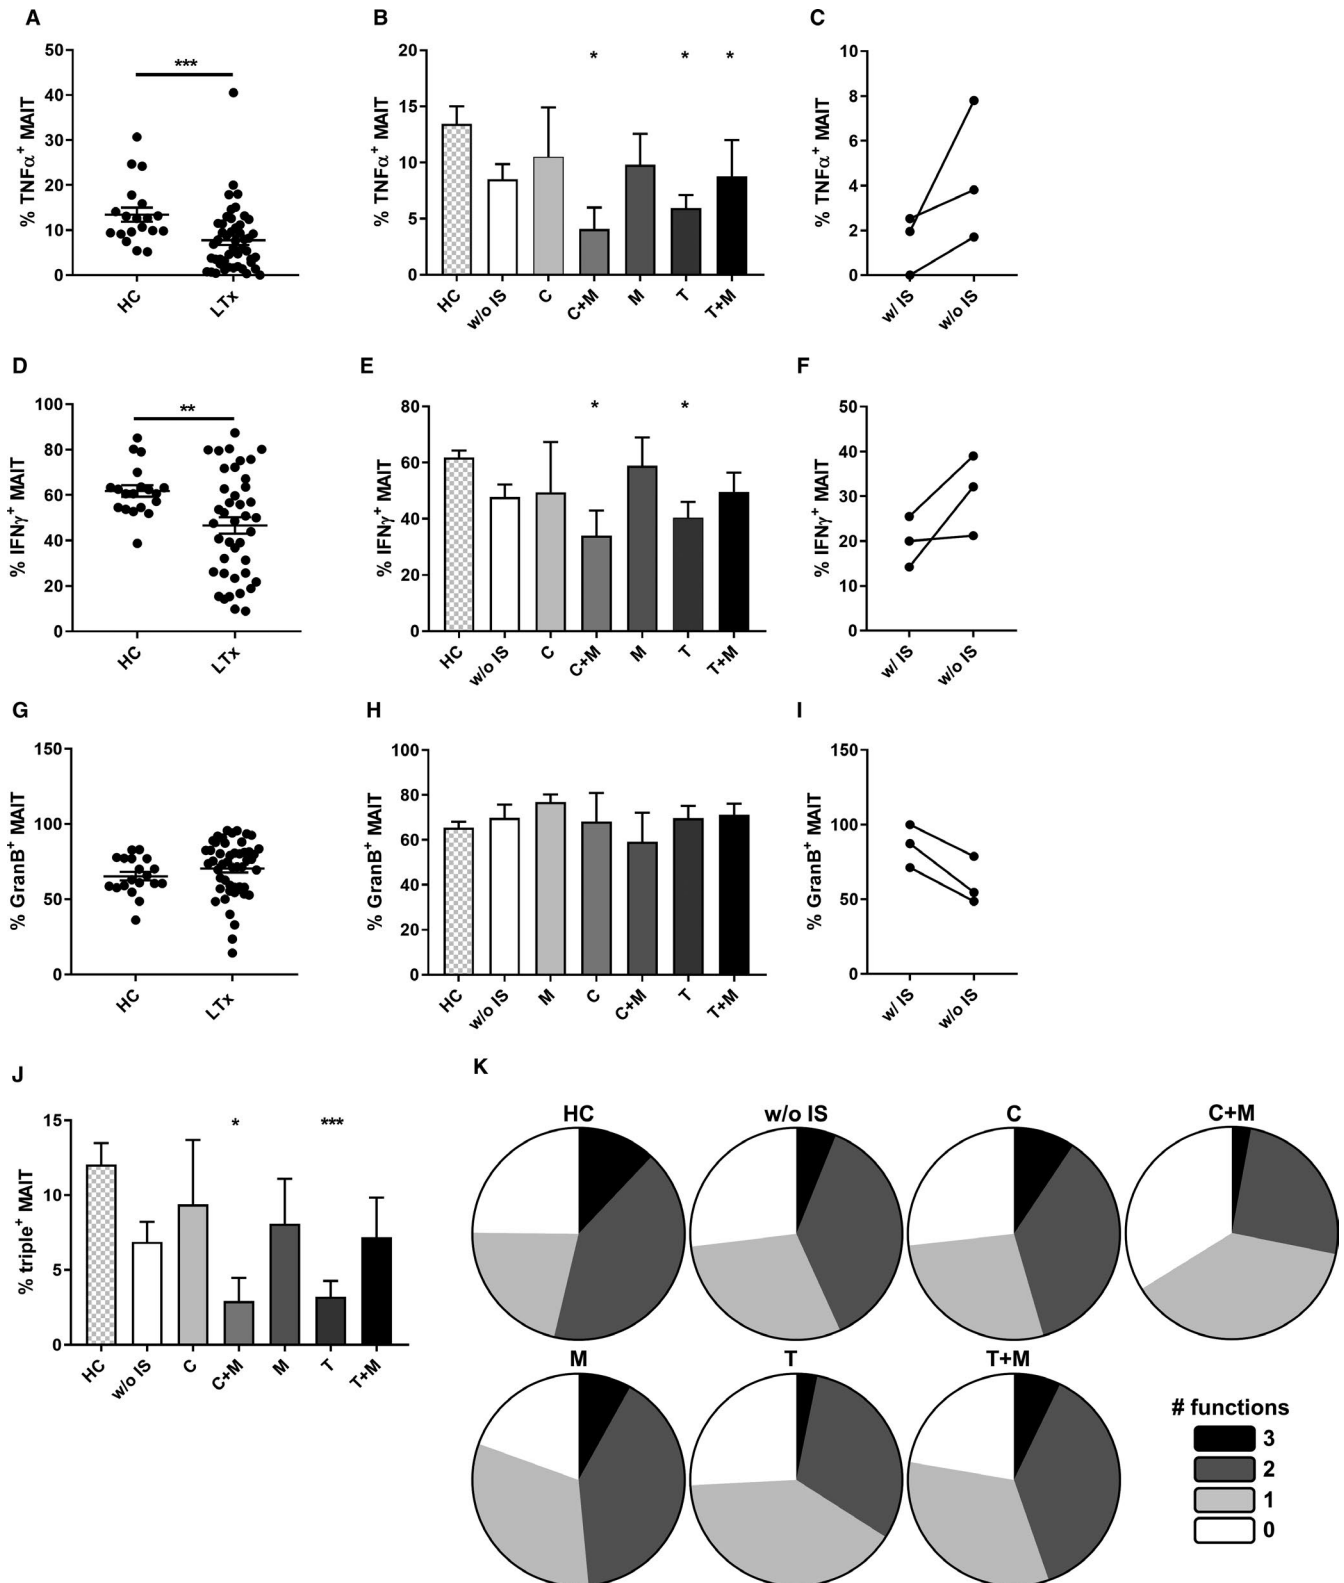 A
% TNFα+ MAIT
50
40
30
20
10
0
***
HC
LTx
B
% TNFα+ MAIT
20
15
10
5
0
*
*
*
HC
w/o IS
C
C+M
M
T
T+M
C
% TNFα+ MAIT
10
8
6
4
2
0
w/ IS
w/o IS
D
% IFNγ+ MAIT
100
80
60
40
20
0
**
HC
LTx
E
% IFNγ+ MAIT
80
60
40
20
0
*
*
HC
w/o IS
C
C+M
M
T
T+M
F
% IFNγ+ MAIT
50
40
30
20
10
0
w/ IS
w/o IS
G
% GranB+ MAIT
150
100
50
0
HC
LTx
H
% GranB+ MAIT
100
80
60
40
20
0
HC
w/o IS
M
C
C+M
T
T+M
I
% GranB+ MAIT
150
100
50
0
w/ IS
w/o IS
J
% triple+ MAIT
15
10
5
0
*
***
HC
w/o IS
C
C+M
M
T
T+M
K
HC
w/o IS
C
C+M
M
T
T+M
# functions
3
2
1
0